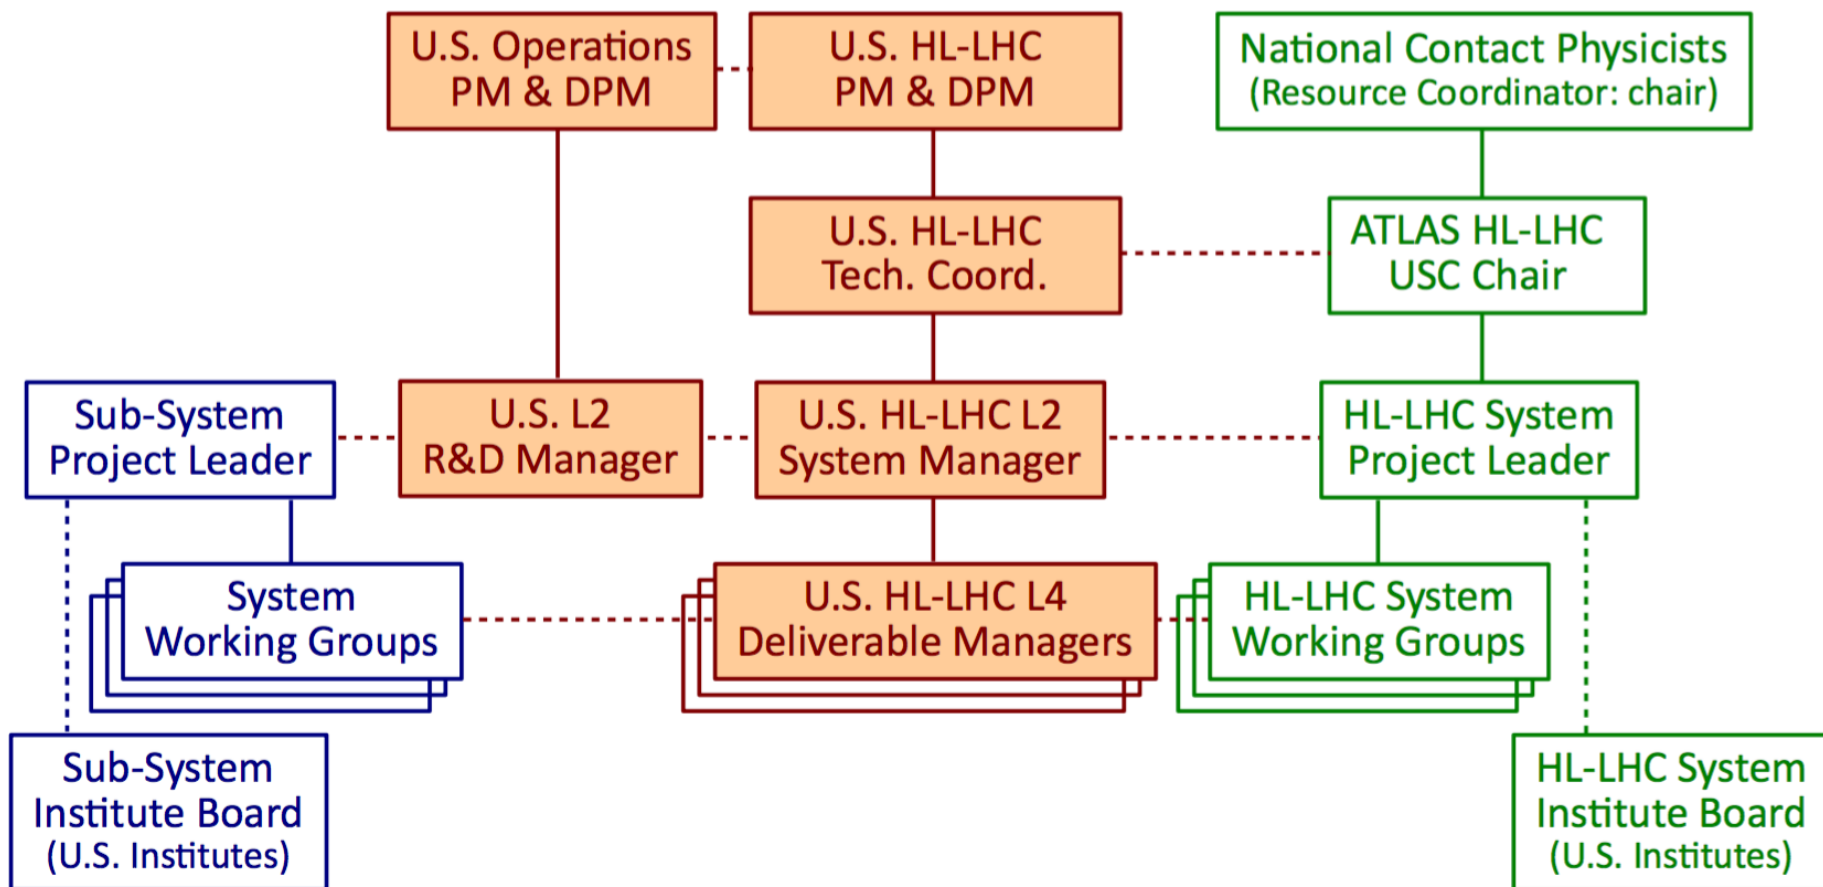 U.S. Operations
PM & DPM
U.S. HL-LHC
PM & DPM
National Contact Physicists
(Resource Coordinator: chair)
U.S. HL-LHC
Tech. Coord.
ATLAS HL-LHC
USC Chair
Sub-System
Project Leader
U.S. L2
R&D Manager
U.S. HL-LHC L2
System Manager
HL-LHC System
Project Leader
System
Working Groups
U.S. HL-LHC L4
Deliverable Managers
HL-LHC System
Working Groups
Sub-System
Institute Board
(U.S. Institutes)
HL-LHC System
Institute Board
(U.S. Institutes)